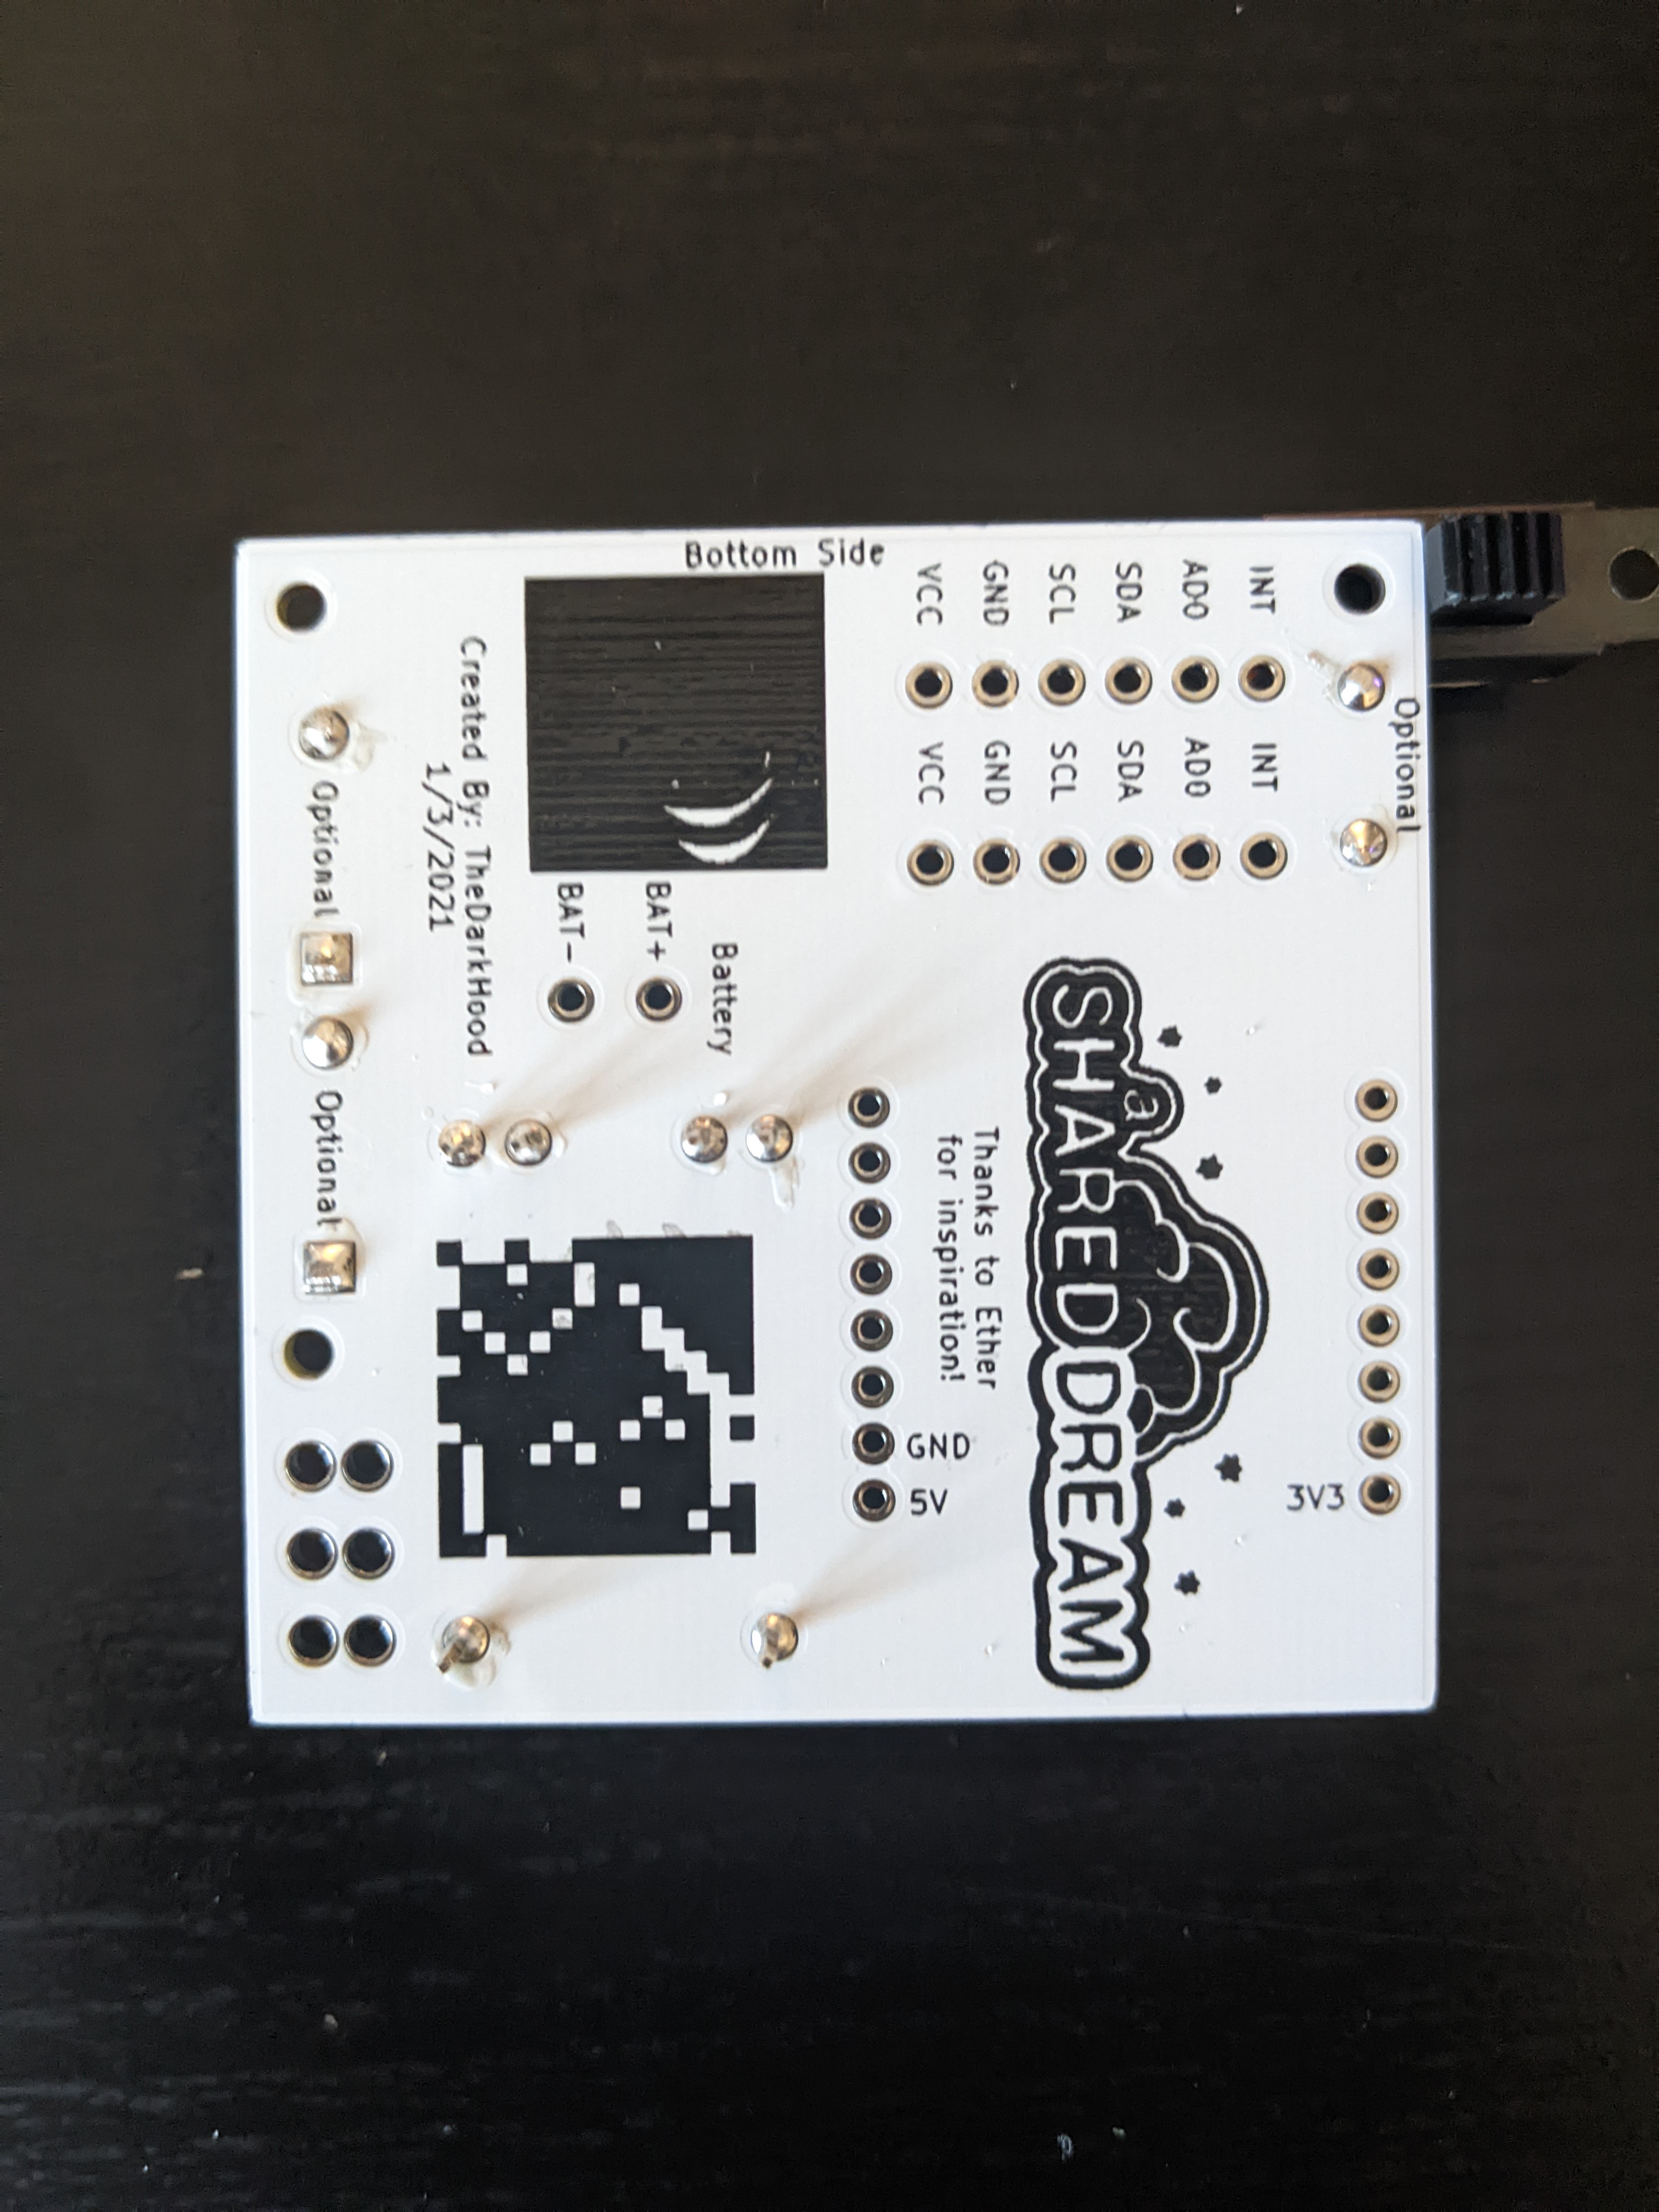 Bottom Side
Optional
INT
AD0
SDA
SCL
GND
VCC
INT
AD0
SDA
SCL
GND
VCC
a
SHARED DREAM
3V3
Thanks to Ether
for inspiration!
GND
5V
Battery
BAT+
BAT-
Created By: TheDarkHood
1/3/2021
Optional
Optional